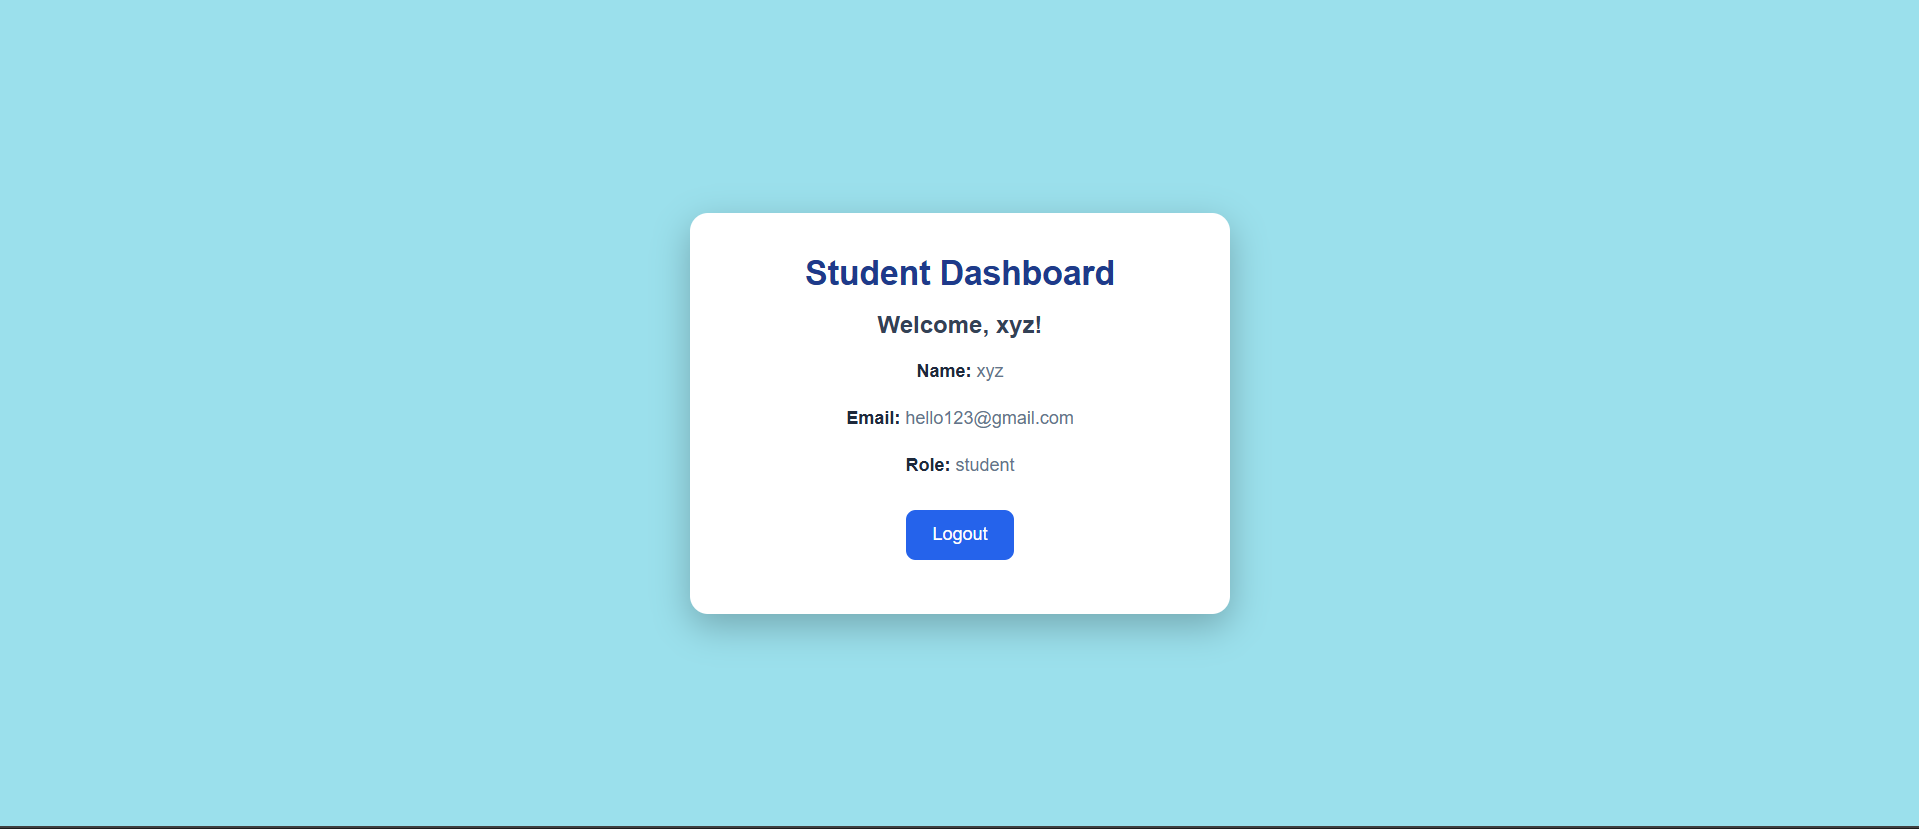 Student Dashboard
Welcome, xyz!
Name: xyz
Email: hello123@gmail.com
Role: student
Logout